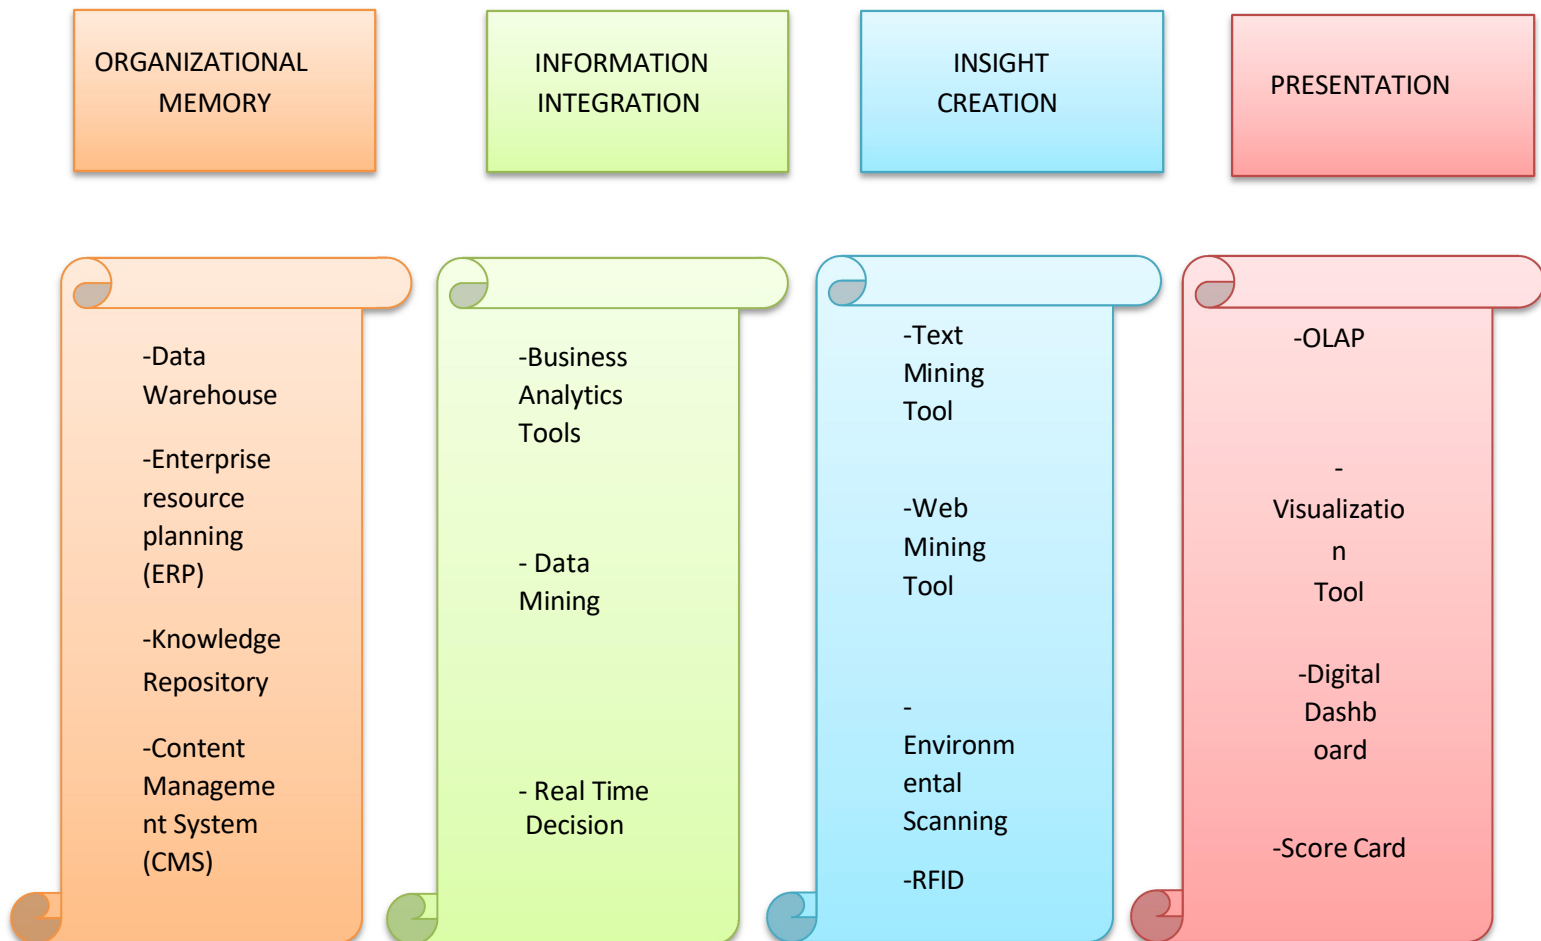 ORGANIZATIONAL
MEMORY
INFORMATION
INTEGRATION
INSIGHT
CREATION
PRESENTATION
-Data
Warehouse
-Enterprise
resource
planning
(ERP)
-Knowledge
Repository
-Content
Manageme
nt System
(CMS)
-Business
Analytics
Tools
- Data
Mining
- Real Time
Decision
-Text
Mining
Tool
-Web
Mining
Tool
-
Environm
ental
Scanning
-RFID
-OLAP
-
Visualizatio
n
Tool
-Digital
Dashb
oard
-Score Card